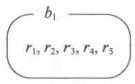 b₁
r₁, r₂, r₃, r₄, r₅